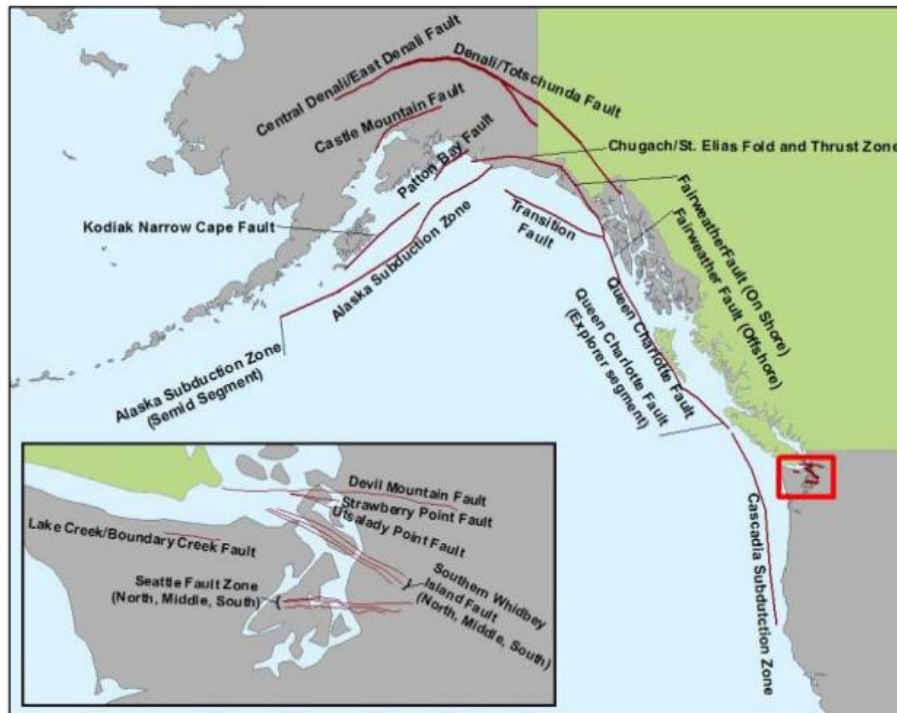 Central Denali/East Denali Fault
Denali/Totschunda Fault
Castle Mountain Fault
Patton Bay Fault
Chugach/St. Elias Fold and Thrust Zone
Kodiak Narrow Cape Fault
Alaska Subduction Zone
Transition
Fault
FairweatherFault (On Shore)
Fairweather Fault (Offshore)
Queen Charlotte Fault
Queen Charlotte Fault
(Explorer segment)
Alaska Subduction Zone
(Semid Segment)
Cascadia Subdutction Zone
Devil Mountain Fault
Strawberry Point Fault
Utsalady Point Fault
Lake Creek/Boundary Creek Fault
Seattle Fault Zone
(North, Middle, South)
Southern Whidbey
Island Fault
(North, Middle, South)